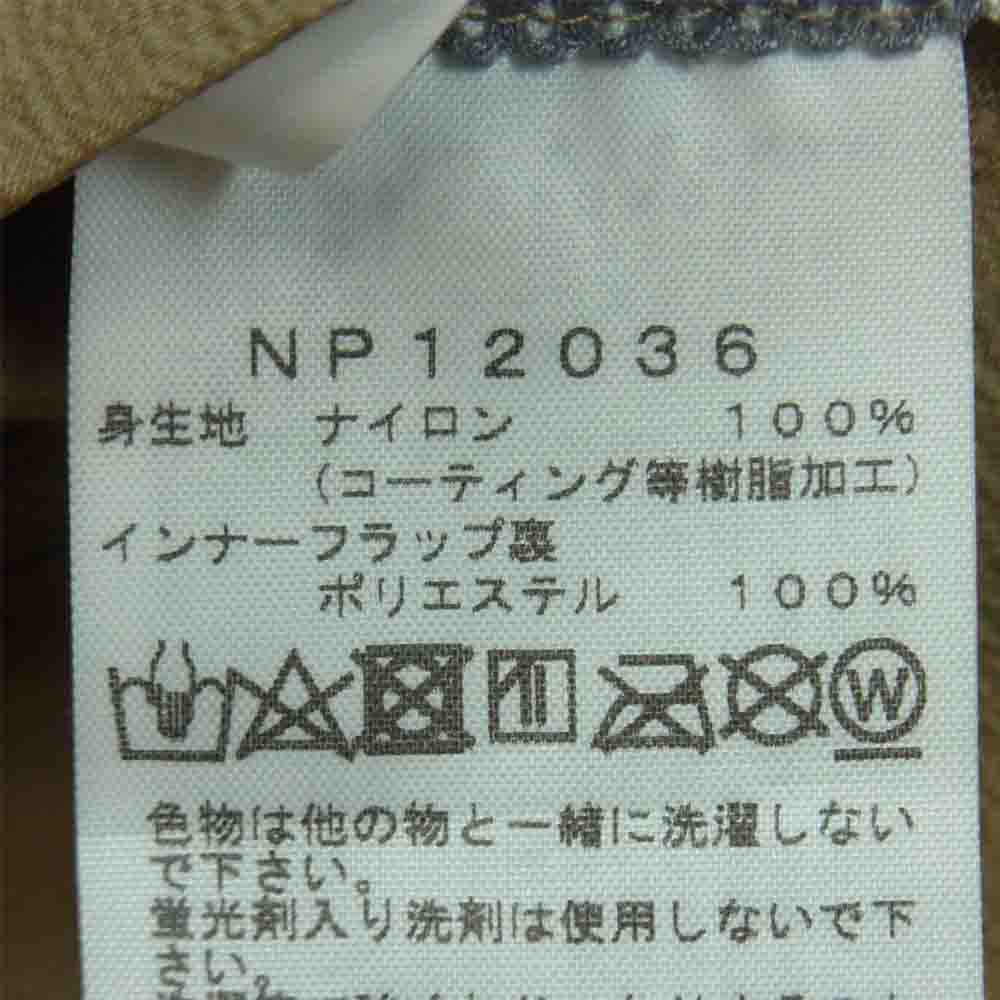 NP12036
身生地 ナイロン 100%
(コーティング等樹脂加工)
インナーフラップ裏
ポリエステル 100%
W
色物は他の物と一緒に洗濯しない
で下さい。
蛍光剤入り洗剤は使用しないで下
さい。